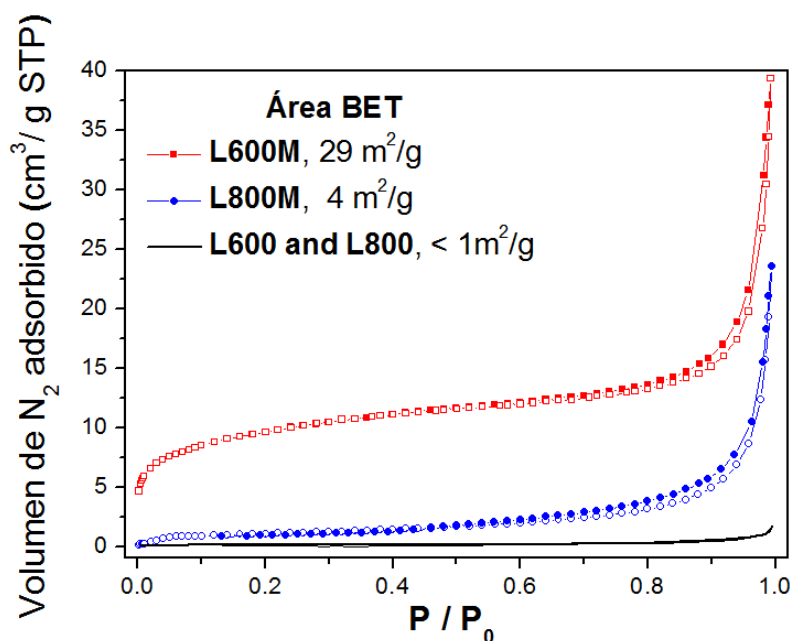 Volumen de N₂ adsorbido (cm³/ g STP)
40
35
30
25
20
15
10
5
0
Área BET
L600M, 29 m²/g
L800M, 4 m²/g
L600 and L800, < 1m²/g
0.0 0.2 0.4 0.6 0.8 1.0
P / P₀